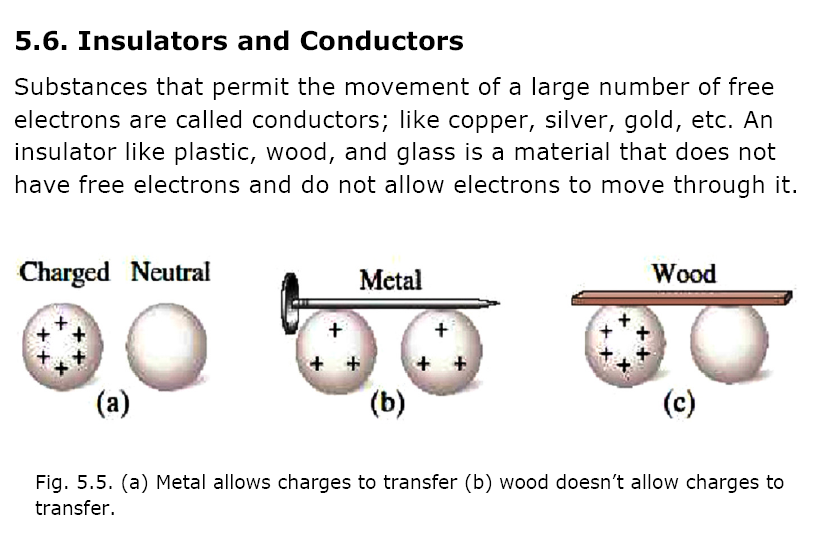 5.6. Insulators and Conductors
Substances that permit the movement of a large number of free
electrons are called conductors; like copper, silver, gold, etc. An
insulator like plastic, wood, and glass is a material that does not
have free electrons and do not allow electrons to move through it.
Charged Neutral
+ + + + + +
(a)
Metal
+ + + + + +
(b)
Wood
+ + + + + +
(c)
Fig. 5.5. (a) Metal allows charges to transfer (b) wood doesn’t allow charges to
transfer.